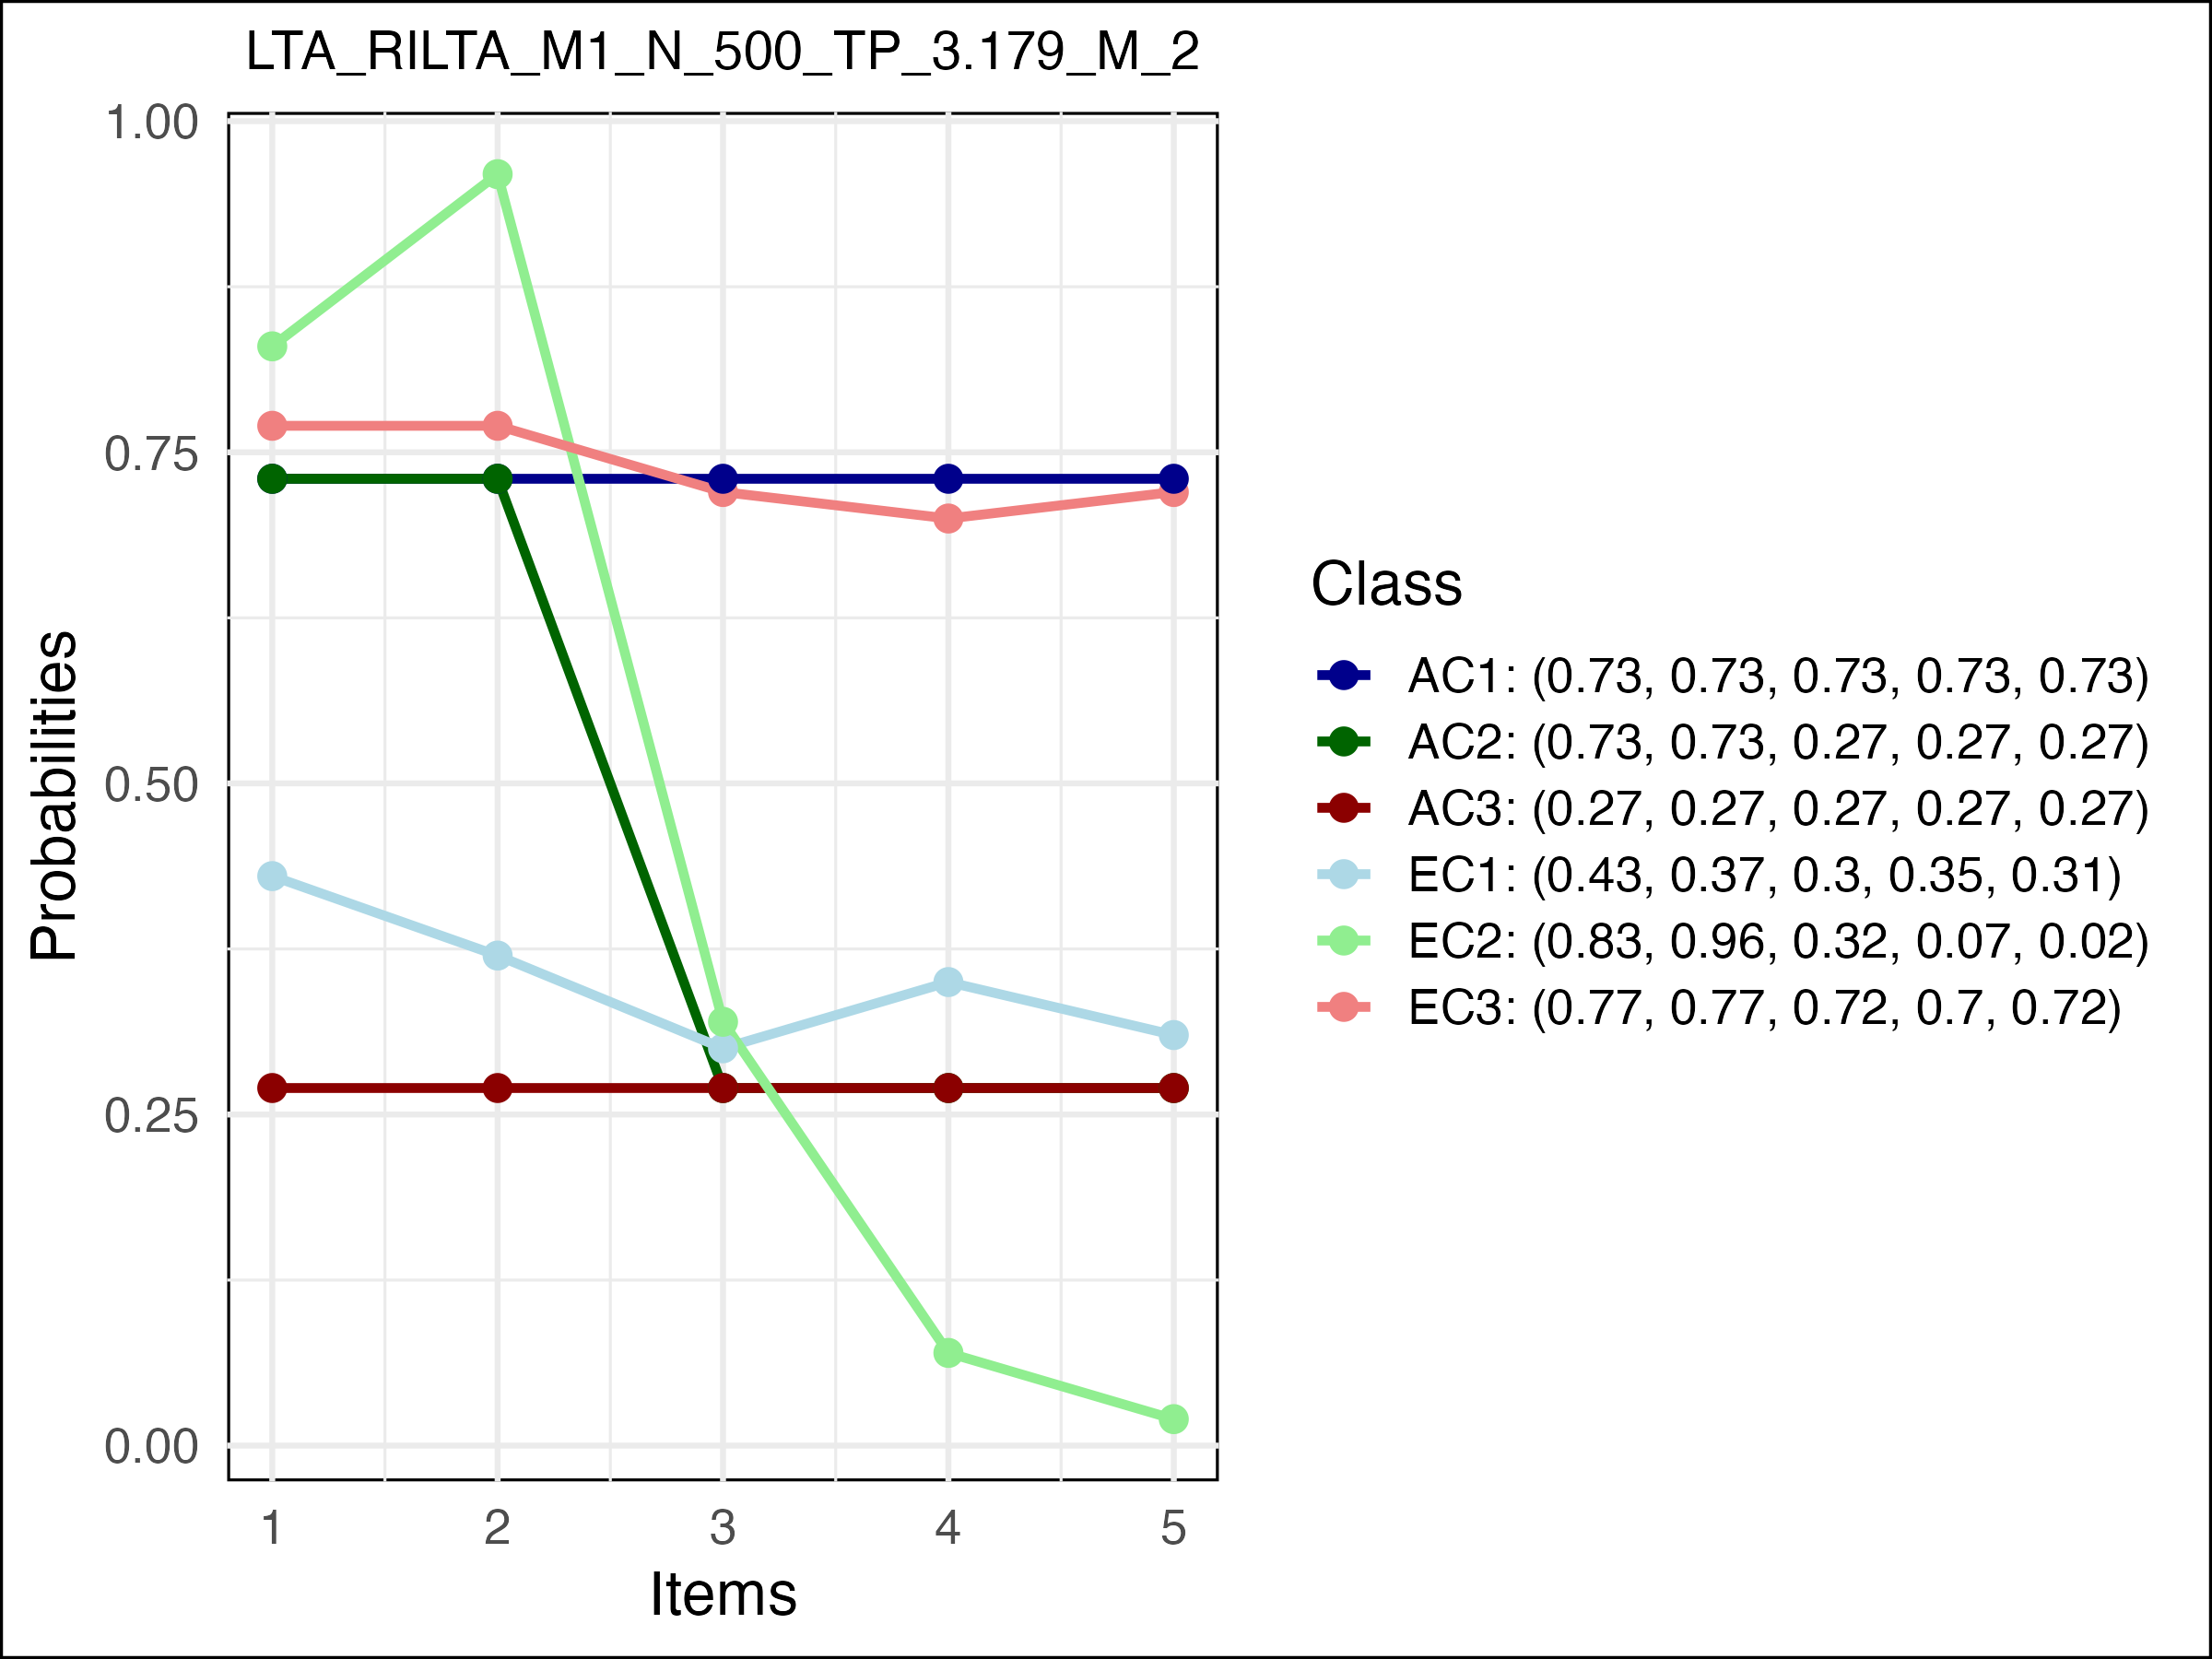 LTA_RILTA_M1_N_500_TP_3.179_M_2
1.00
0.75
0.50
0.25
0.00
Probabilities
1 2 3 4 5
Items
Class
AC1: (0.73, 0.73, 0.73, 0.73, 0.73)
AC2: (0.73, 0.73, 0.27, 0.27, 0.27)
AC3: (0.27, 0.27, 0.27, 0.27, 0.27)
EC1: (0.43, 0.37, 0.3, 0.35, 0.31)
EC2: (0.83, 0.96, 0.32, 0.07, 0.02)
EC3: (0.77, 0.77, 0.72, 0.7, 0.72)